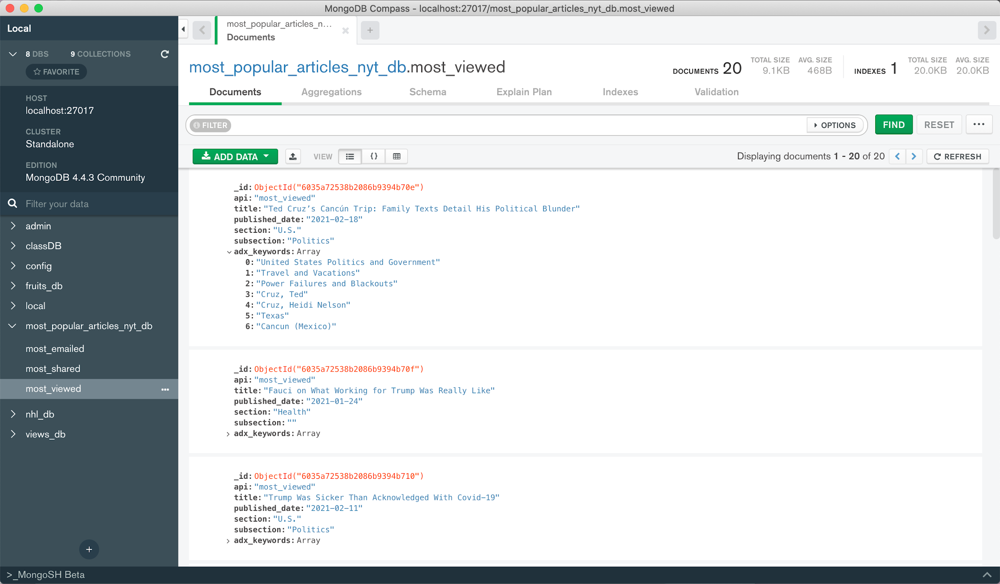 MongoDB Compass - localhost:27017/most_popular_articles_nyt_db.most_viewed
Local
8 DBS 9 COLLECTIONS
FAVORITE
HOST
localhost:27017
CLUSTER
Standalone
EDITION
MongoDB 4.4.3 Community
Filter your data
admin
classDB
config
fruits_db
local
most_popular_articles_nyt_db
most_emailed
most_shared
most_viewed
nhl_db
views_db
most_popular_articles_n...
Documents
most_popular_articles_nyt_db.most_viewed
DOCUMENTS 20
TOTAL SIZE AVG. SIZE
9.1KB 468B
INDEXES 1
TOTAL SIZE AVG. SIZE
20.0KB 20.0KB
Documents Aggregations Schema Explain Plan Indexes Validation
FILTER OPTIONS FIND RESET
ADD DATA VIEW {} Displaying documents 1 - 20 of 20 REFRESH
_id: ObjectId("6035a72538b2086b9394b70e")
api: "most_viewed"
title: "Ted Cruz’s Cancún Trip: Family Texts Detail His Political Blunder"
published_date: "2021-02-18"
section: "U.S."
subsection: "Politics"
adx_keywords: Array
0: "United States Politics and Government"
1: "Travel and Vacations"
2: "Power Failures and Blackouts"
3: "Cruz, Ted"
4: "Cruz, Heidi Nelson"
5: "Texas"
6: "Cancun (Mexico)"
_id: ObjectId("6035a72538b2086b9394b70f")
api: "most_viewed"
title: "Fauci on What Working for Trump Was Really Like"
published_date: "2021-01-24"
section: "Health"
subsection: ""
adx_keywords: Array
_id: ObjectId("6035a72538b2086b9394b710")
api: "most_viewed"
title: "Trump Was Sicker Than Acknowledged With Covid-19"
published_date: "2021-02-11"
section: "U.S."
subsection: "Politics"
adx_keywords: Array
>_MongoSH Beta